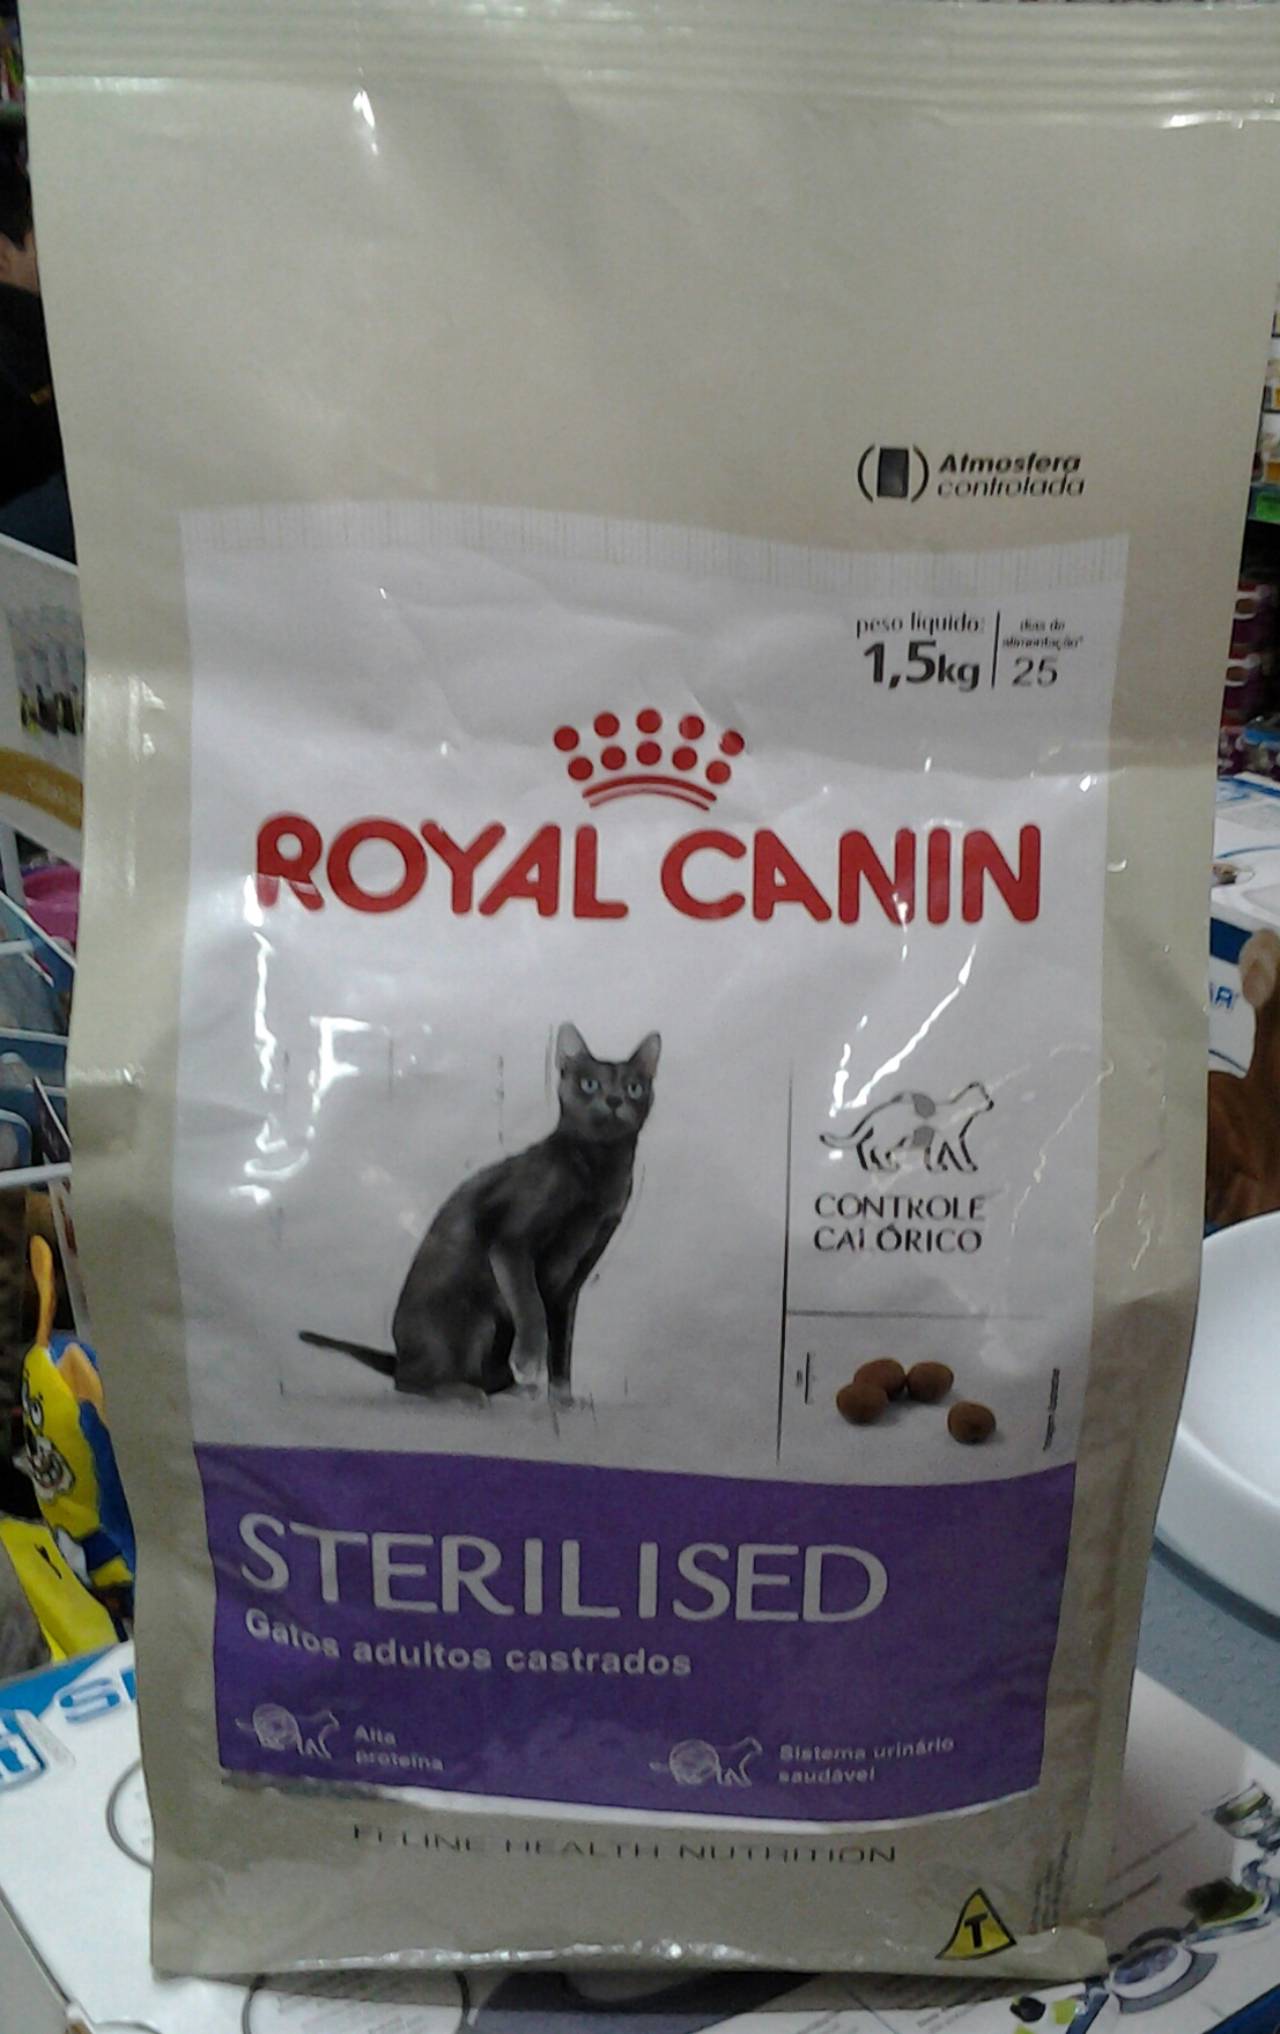 Atmosfera
controlada
peso líquido:
1,5kg
dias de
alimentação*
25
ROYAL CANIN
CONTROLE
CALÓRICO
STERILISED
Gatos adultos castrados
Alta
proteína
Sistema urinário
saudável
FELINE HEALTH NUTRITION
T